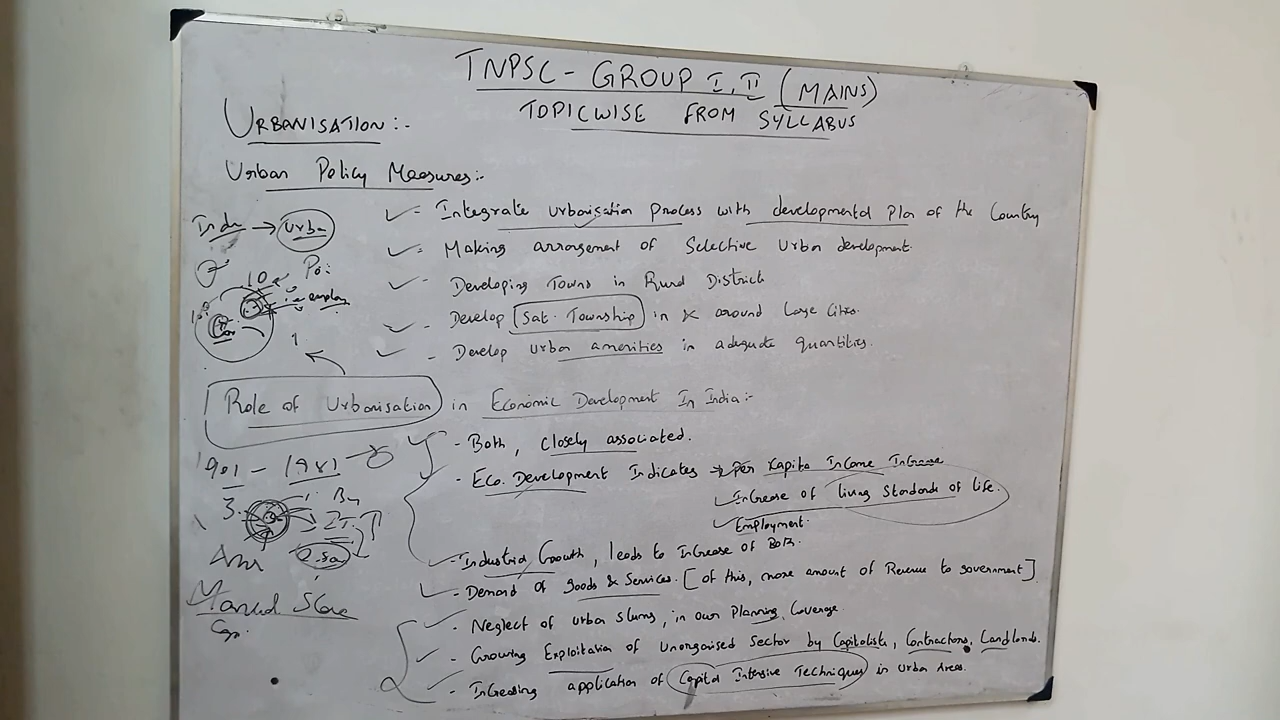 TNPSC - GROUP I, II (MAINS)
TOPICWISE FROM SYLLABUS
URBANISATION:-
Urban Policy Measures:-
- Integrate urbanisation process with developmental Plan of the Country
- Making arrangement of Selective Urban development.
- Developing Towns in Rural Districts
- Develop Sat. Township in & around Large Cities.
- Develop urban amenities in adequate quantities.
Urba
10
Role of Urbanisation in Economic Development In India:-
- Both, closely associated.
- Eco. Development Indicates → Per Kapita Income Increase
Increase of living Standards of life.
Employment.
- Industrial Growth, leads to Increase of Both.
- Demand of Goods & Services. [of this, more amount of Revenue to government]
- Neglect of urban slums, in our Planning Coverage.
- Growing Exploitation of Unorganised Sector by Capitalists, Contractors, Landlords.
- Increasing application of Capital Intensive Techniques in Urban Areas.
1901 - 1981
3.